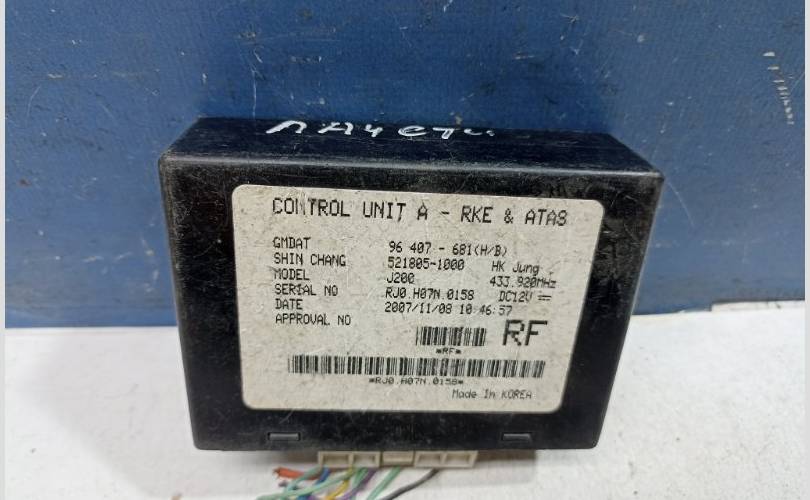 лачетти
CONTROL UNIT A - RKE & ATAS
GMDAT 96 407 - 681(H/B)
SHIN CHANG 521805-1000 HK Jung
MODEL J200 433.920MHz
SERIAL NO RJ0.H07N.0158 DC12V
DATE 2007/11/08 10:46:57
APPROVAL NO
RF
*RF*
*RJ0.H07N.0158*
Made In KOREA